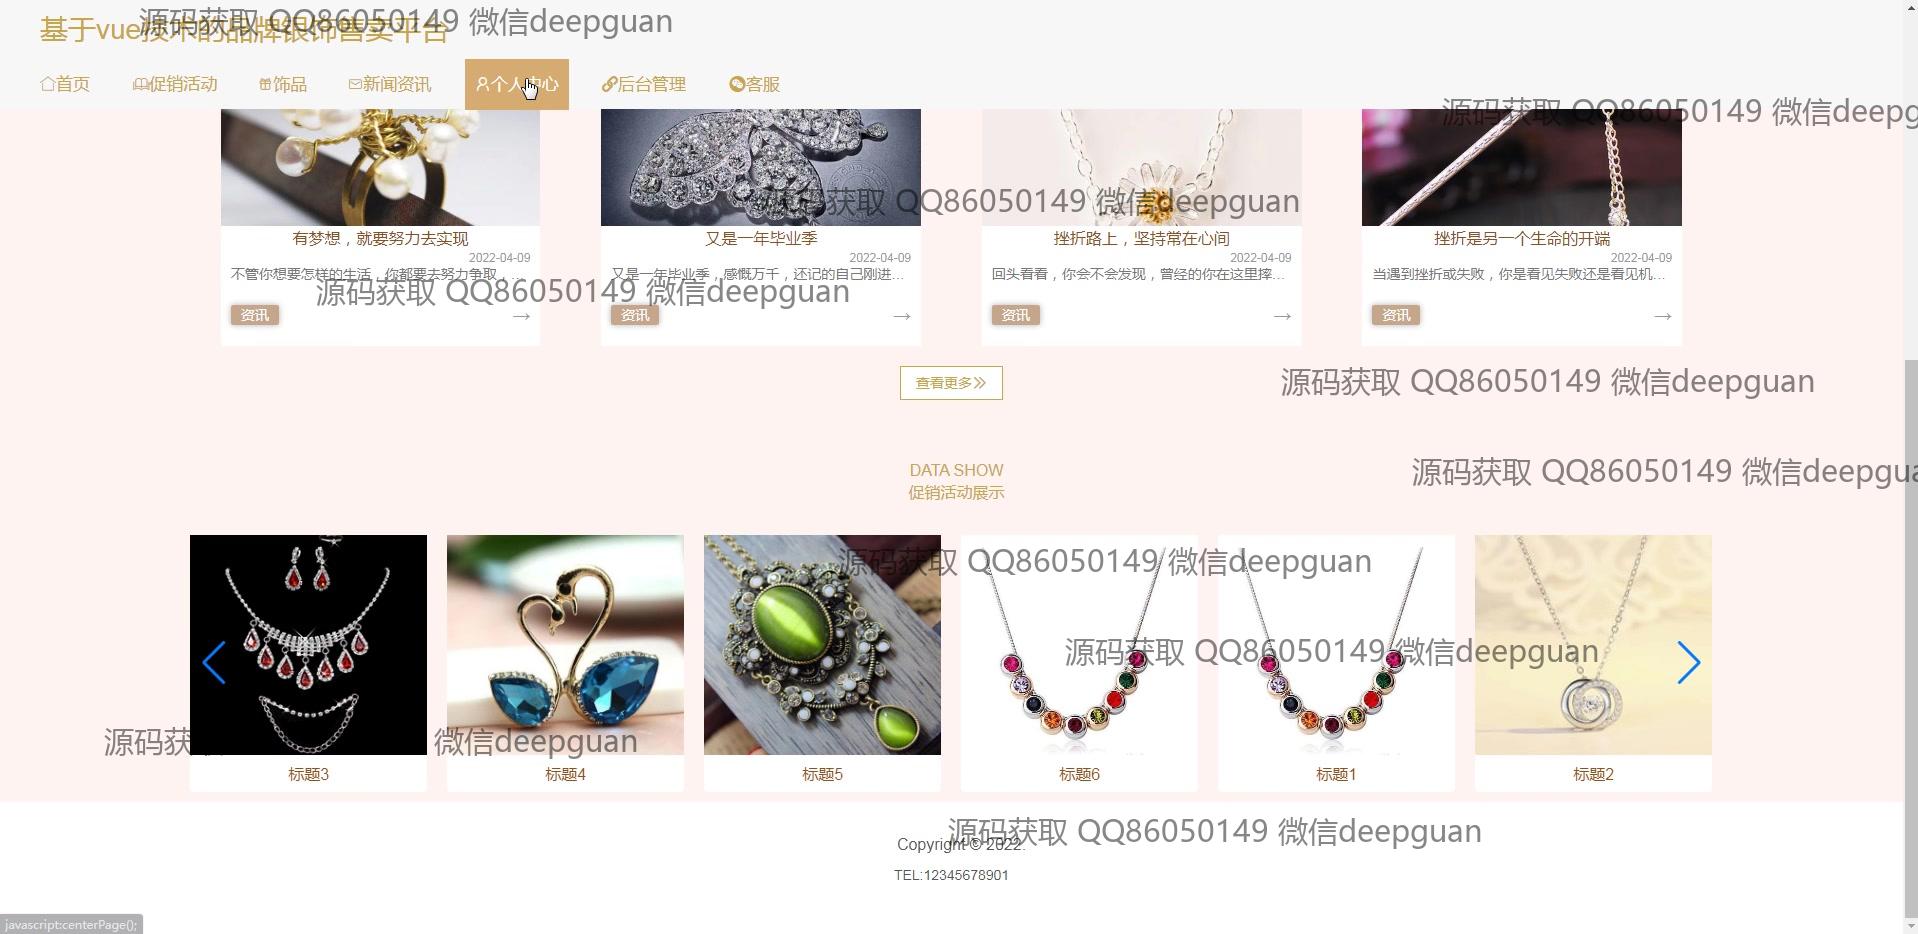 基于vue技术的品牌银饰售卖平台
源码获取 QQ86050149 微信deepguan
首页 促销活动 饰品 新闻资讯 个人中心 后台管理 客服
源码获取 QQ86050149 微信deepg
源码获取 QQ86050149 微信deepguan
有梦想，就要努力去实现 又是一年毕业季 挫折路上，坚持常在心间 挫折是另一个生命的开端
2022-04-09 2022-04-09 2022-04-09 2022-04-09
不管你想要怎样的生活，你都要去努力争取，... 又是一年毕业季，感慨万千，还记的自己刚进... 回头看看，你会不会发现，曾经的你在这里摔... 当遇到挫折或失败，你是看见失败还是看见机...
源码获取 QQ86050149 微信deepguan
资讯 → 资讯 → 资讯 → 资讯 →
查看更多
源码获取 QQ86050149 微信deepguan
DATA SHOW
源码获取 QQ86050149 微信deepgua
促销活动展示
源码获取 QQ86050149 微信deepguan
源码获取 QQ86050149 微信deepguan
源码获 微信deepguan
标题3 标题4 标题5 标题6 标题1 标题2
源码获取 QQ86050149 微信deepguan
Copyright © 2022.
TEL:12345678901
javascript:centerPage();